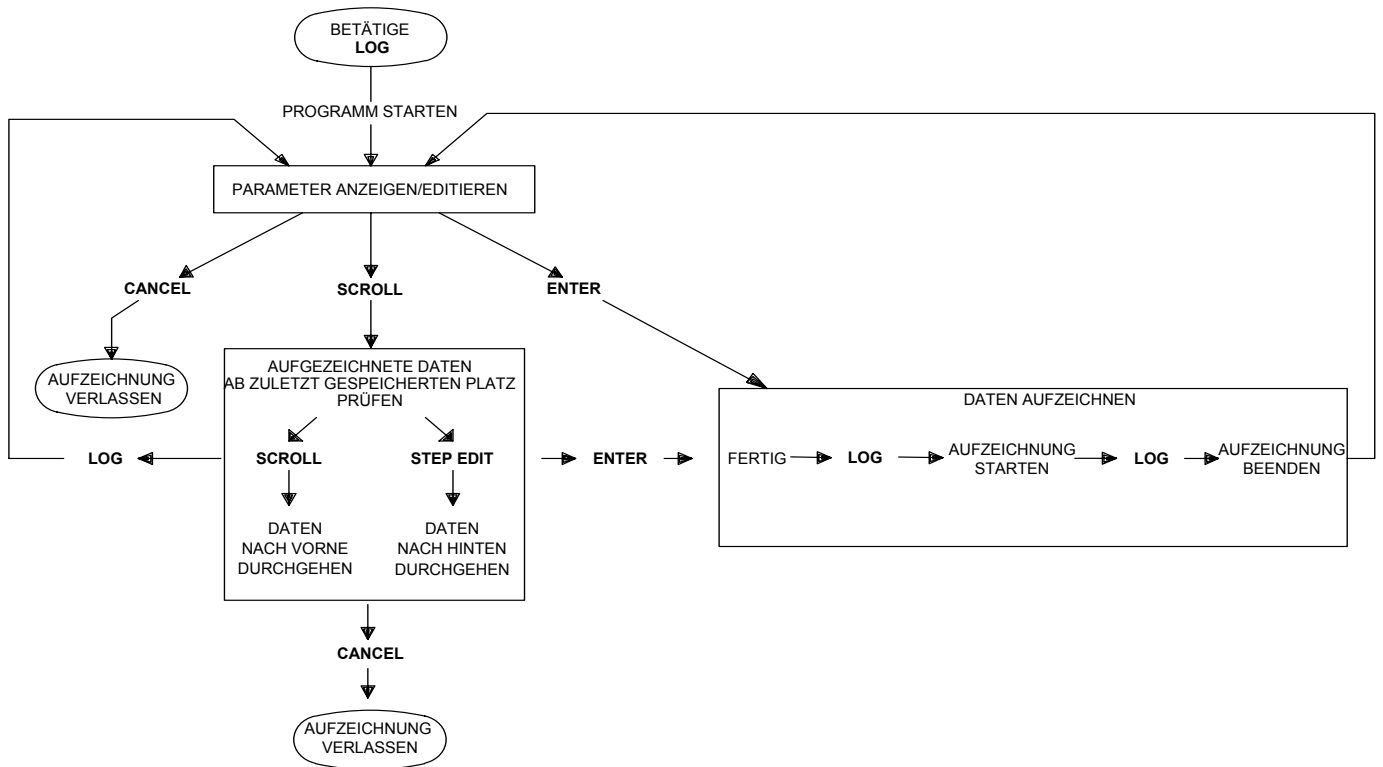 BETÄTIGE
LOG
PROGRAMM STARTEN
PARAMETER ANZEIGEN/EDITIEREN
CANCEL
SCROLL
ENTER
AUFZEICHNUNG
VERLASSEN
AUFGEZEICHNETE DATEN
AB ZULETZT GESPEICHERTEN PLATZ
PRÜFEN
LOG
SCROLL
STEP EDIT
ENTER
DATEN
NACH VORNE
DURCHGEHEN
DATEN
NACH HINTEN
DURCHGEHEN
DATEN AUFZEICHNEN
FERTIG
LOG
AUFZEICHNUNG
STARTEN
LOG
AUFZEICHNUNG
BEENDEN
CANCEL
AUFZEICHNUNG
VERLASSEN